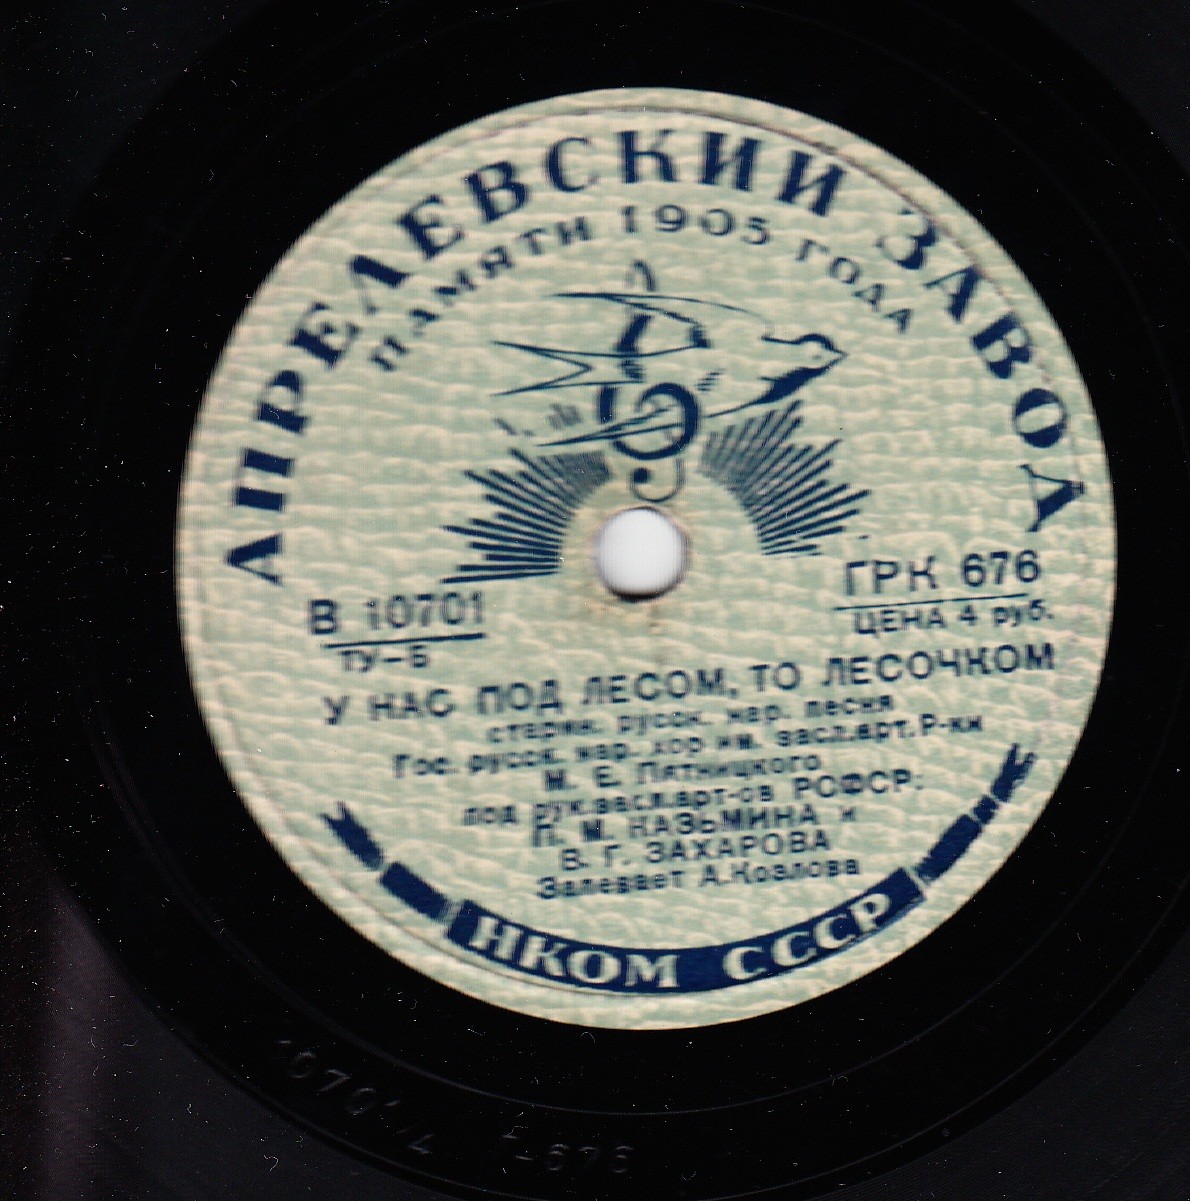 АПРЕЛЕВСКИЙ ЗАВОД
ПАМЯТИ 1905 ГОДА
В 10701
ТУ-Б
ГРК 676
ЦЕНА 4 руб.
У НАС ПОД ЛЕСОМ, ТО ЛЕСОЧКОМ
старин. русск. нар. песня
Гос. русск. нар. хор им. засл.арт. Р-ки
М. Е. Пятницкого
под рук.засл.арт-ов РСФСР:
П. М. КАЗЬМИНА и
В. Г. ЗАХАРОВА
Запевает А.Козлова
НКОМ СССР
676